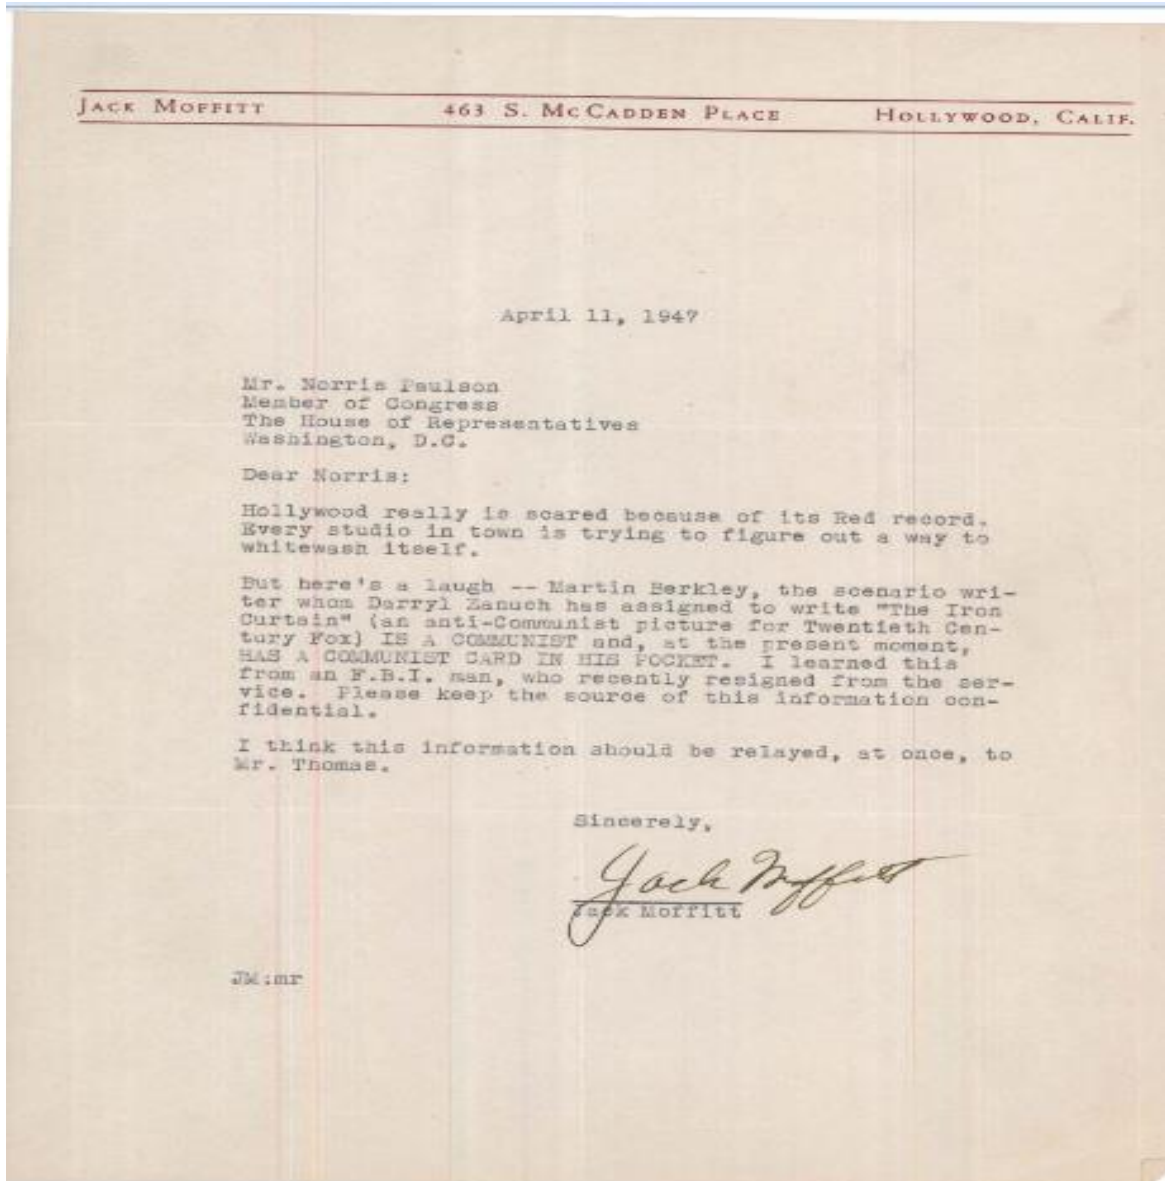 JACK MOFFITT 463 S. MCCADDEN PLACE HOLLYWOOD, CALIF.
April 11, 1947
Mr. Norris Paulson
Member of Congress
The House of Representatives
Washington, D.C.
Dear Norris:
Hollywood really is scared because of its Red record.
Every studio in town is trying to figure out a way to
whitewash itself.
But here's a laugh -- Martin Berkley, the scenario wri-
ter whom Darryl Zanuch has assigned to write "The Iron
Curtain" (an anti-Communist picture for Twentieth Cen-
tury Fox) IS A COMMUNIST and, at the present moment,
HAS A COMMUNIST CARD IN HIS POCKET. I learned this
from an F.B.I. man, who recently resigned from the ser-
vice. Please keep the source of this information con-
fidential.
I think this information should be relayed, at once, to
Mr. Thomas.
Sincerely,
Jack Moffitt
Jack Moffitt
JM:mr